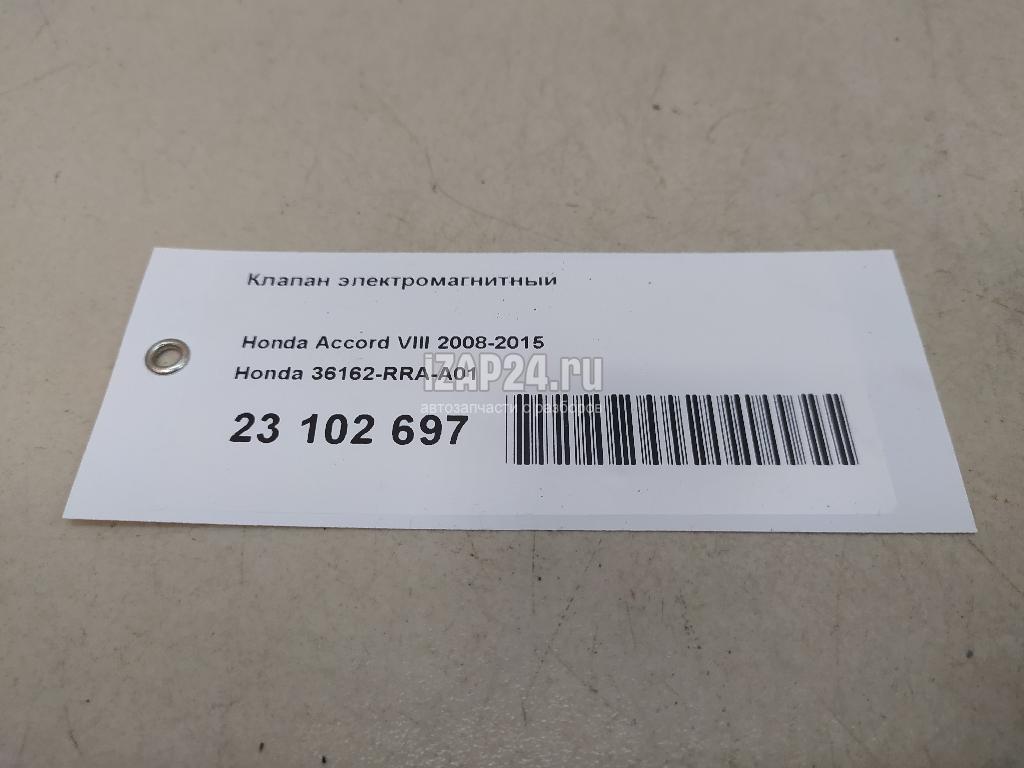 Клапан электромагнитный
Honda Accord VIII 2008-2015
Honda 36162-RRA-A01
iZAP24.ru
автозапчасти с разборов
23 102 697